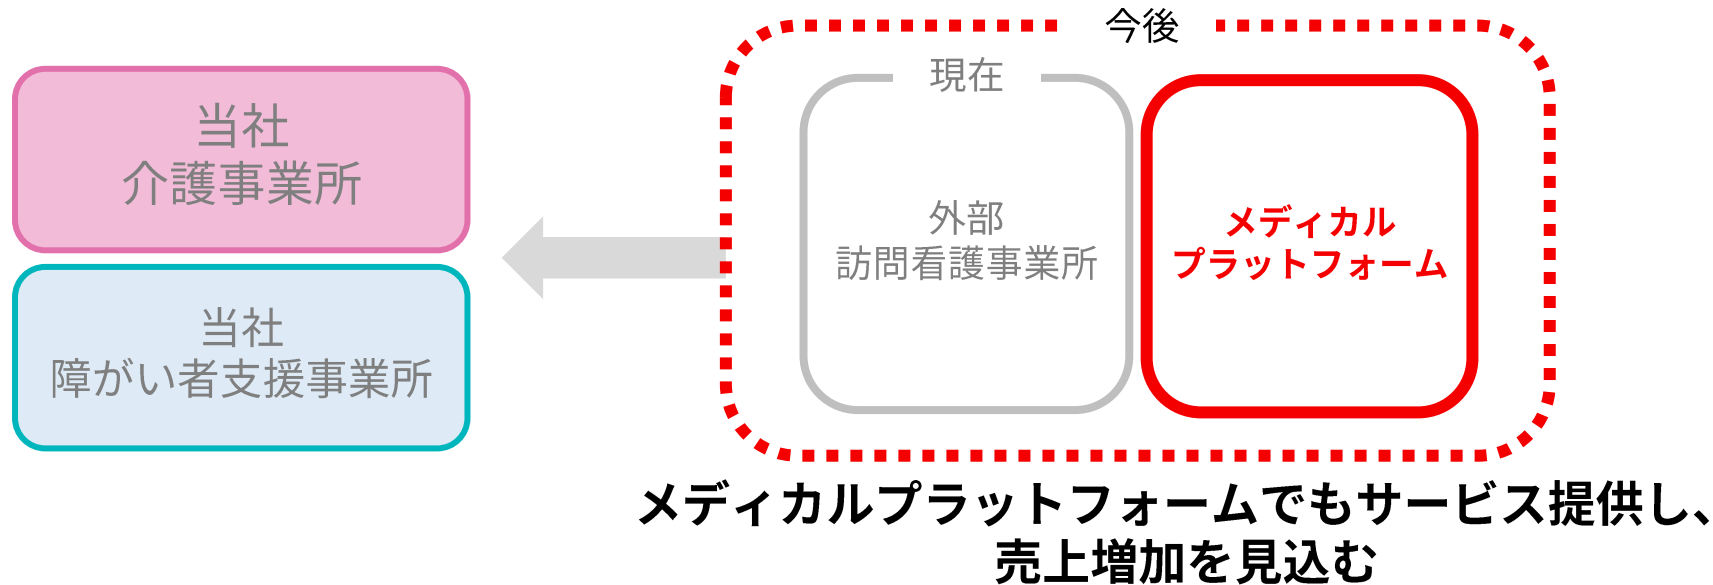 当社
介護事業所
当社
障がい者支援事業所
今後
現在
外部
訪問看護事業所
メディカル
プラットフォーム
メディカルプラットフォームでもサービス提供し、
売上増加を見込む